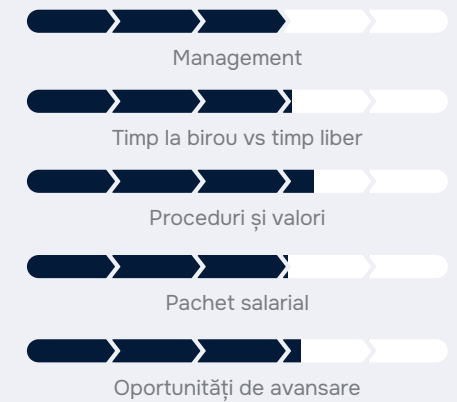 Management
Timp la birou vs timp liber
Proceduri și valori
Pachet salarial
Oportunități de avansare